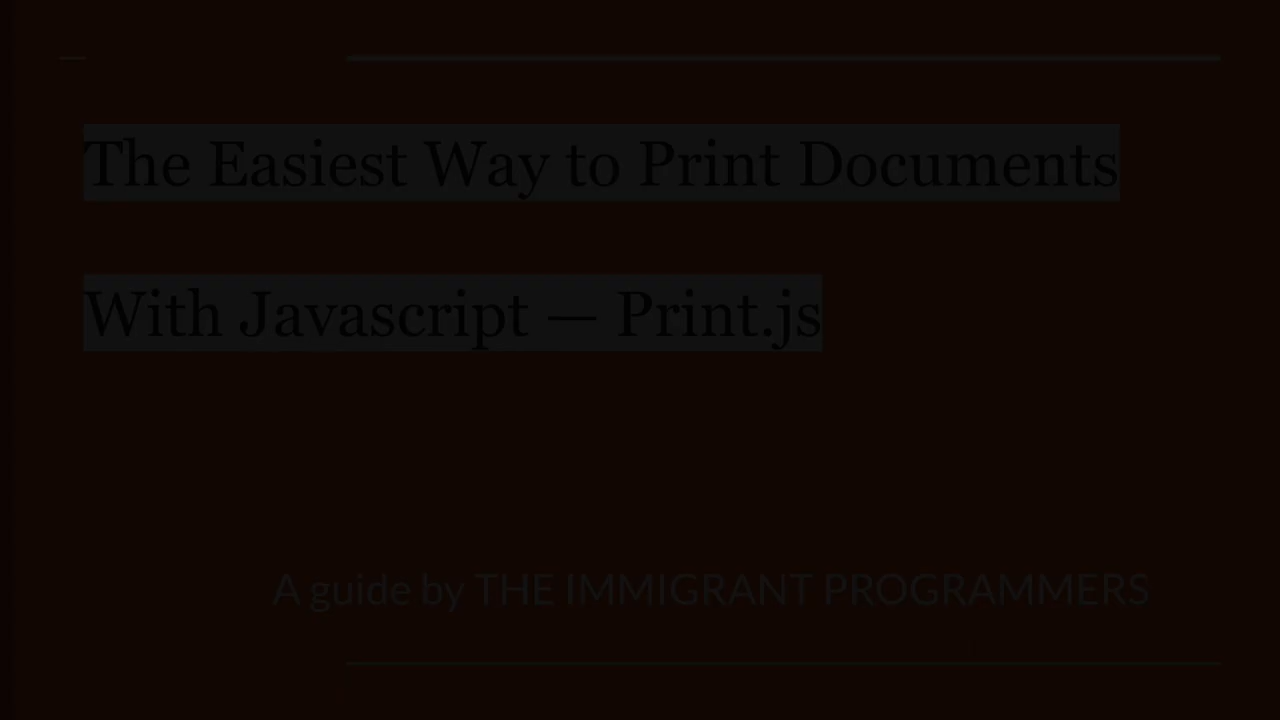 The Easiest Way to Print Documents
With Javascript — Print.js
A guide by THE IMMIGRANT PROGRAMMERS